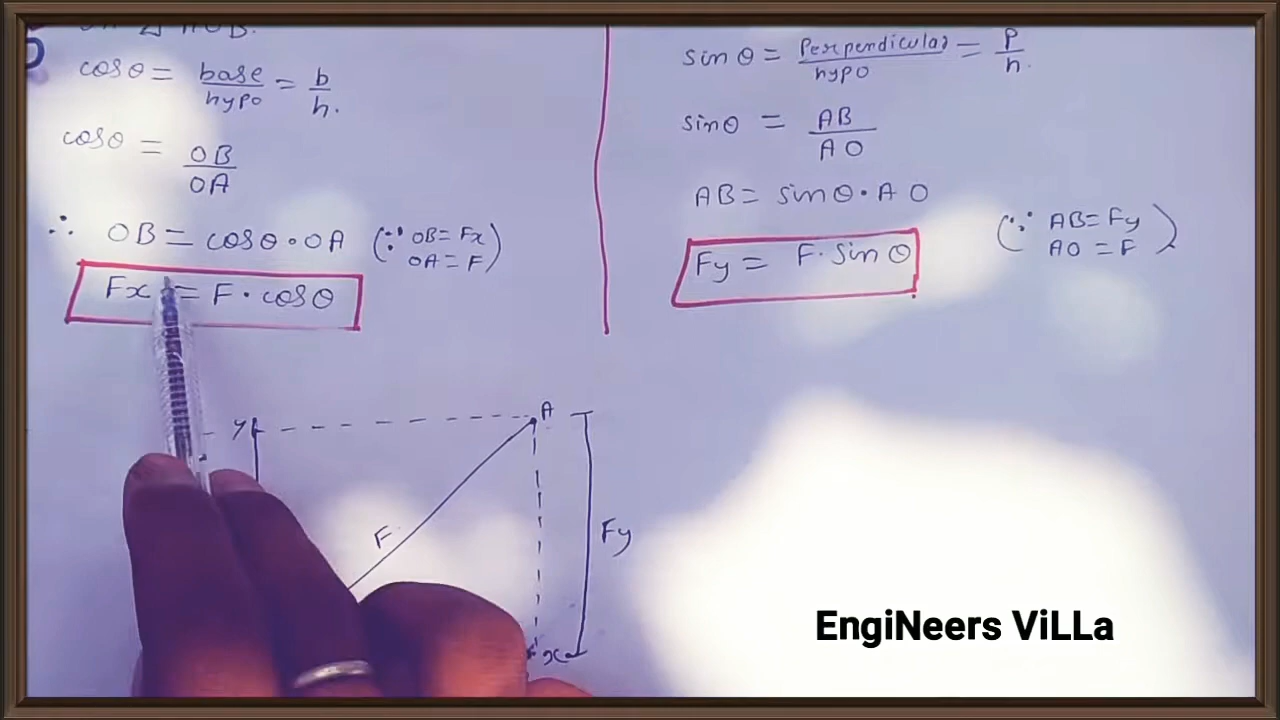 cosθ = base/hypo = b/h.
cosθ = OB/OA
∴ OB = cosθ·OA (∵ OB = Fx
OA = F)
Fx = F·cosθ
sinθ = Perpendicular/hypo = P/h.
sinθ = AB/AO
AB = sinθ·AO
(∵ AB = Fy
AO = F)
Fy = F·Sinθ
y
A
F
Fy
x
EngiNeers ViLLa